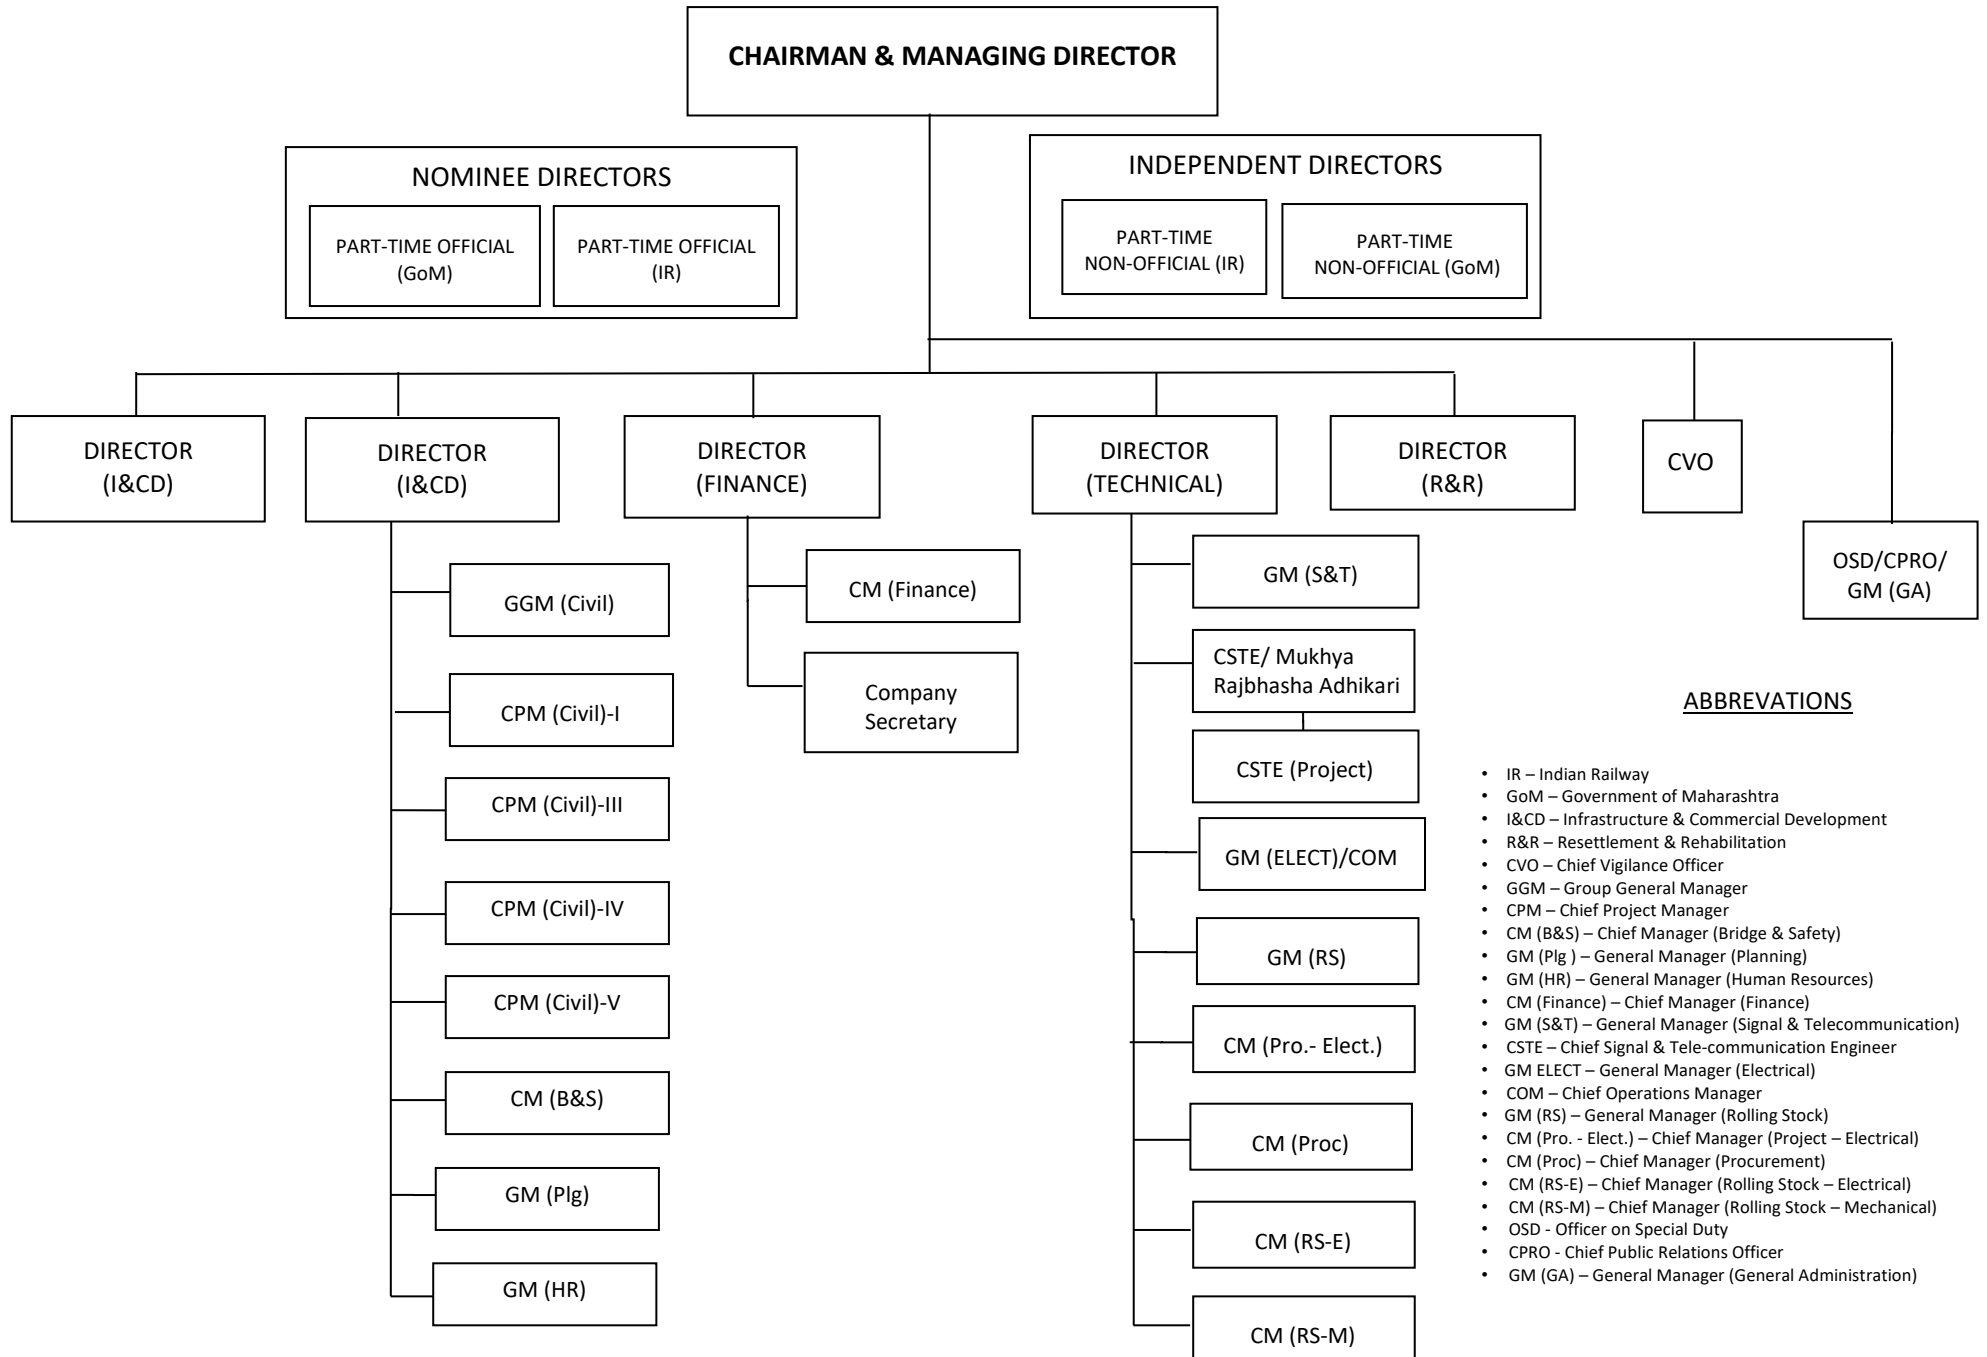 CHAIRMAN & MANAGING DIRECTOR
NOMINEE DIRECTORS
PART-TIME OFFICIAL
(GoM)
PART-TIME OFFICIAL
(IR)
INDEPENDENT DIRECTORS
PART-TIME
NON-OFFICIAL (IR)
PART-TIME
NON-OFFICIAL (GoM)
DIRECTOR
(I&CD)
DIRECTOR
(I&CD)
DIRECTOR
(FINANCE)
DIRECTOR
(TECHNICAL)
DIRECTOR
(R&R)
CVO
OSD/CPRO/
GM (GA)
GGM (Civil)
CPM (Civil)-I
CPM (Civil)-III
CPM (Civil)-IV
CPM (Civil)-V
CM (B&S)
GM (Plg)
GM (HR)
CM (Finance)
Company
Secretary
GM (S&T)
CSTE/ Mukhya
Rajbhasha Adhikari
CSTE (Project)
GM (ELECT)/COM
GM (RS)
CM (Pro.- Elect.)
CM (Proc)
CM (RS-E)
CM (RS-M)
ABBREVATIONS
• IR – Indian Railway
• GoM – Government of Maharashtra
• I&CD – Infrastructure & Commercial Development
• R&R – Resettlement & Rehabilitation
• CVO – Chief Vigilance Officer
• GGM – Group General Manager
• CPM – Chief Project Manager
• CM (B&S) – Chief Manager (Bridge & Safety)
• GM (Plg ) – General Manager (Planning)
• GM (HR) – General Manager (Human Resources)
• CM (Finance) – Chief Manager (Finance)
• GM (S&T) – General Manager (Signal & Telecommunication)
• CSTE – Chief Signal & Tele-communication Engineer
• GM ELECT – General Manager (Electrical)
• COM – Chief Operations Manager
• GM (RS) – General Manager (Rolling Stock)
• CM (Pro. - Elect.) – Chief Manager (Project – Electrical)
• CM (Proc) – Chief Manager (Procurement)
• CM (RS-E) – Chief Manager (Rolling Stock – Electrical)
• CM (RS-M) – Chief Manager (Rolling Stock – Mechanical)
• OSD - Officer on Special Duty
• CPRO - Chief Public Relations Officer
• GM (GA) – General Manager (General Administration)